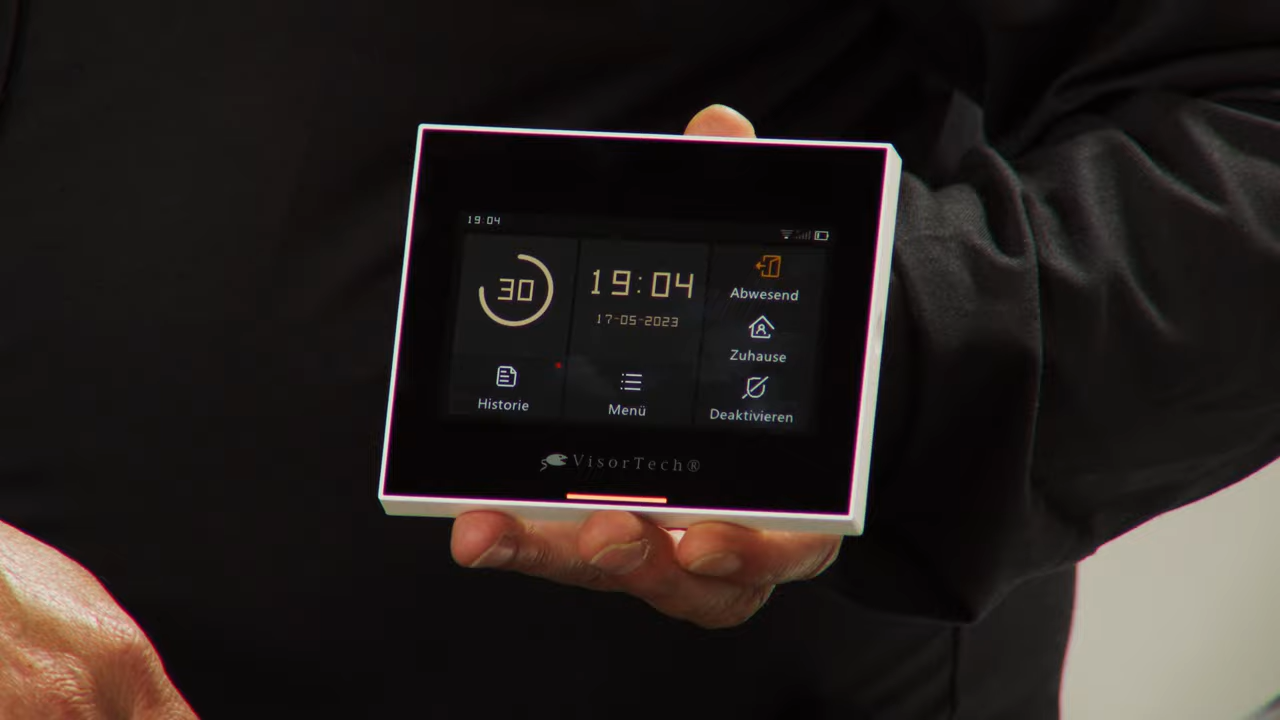 19:04
30
19:04
17-05-2023
Abwesend
Zuhause
Historie
Menü
Deaktivieren
VisorTech®